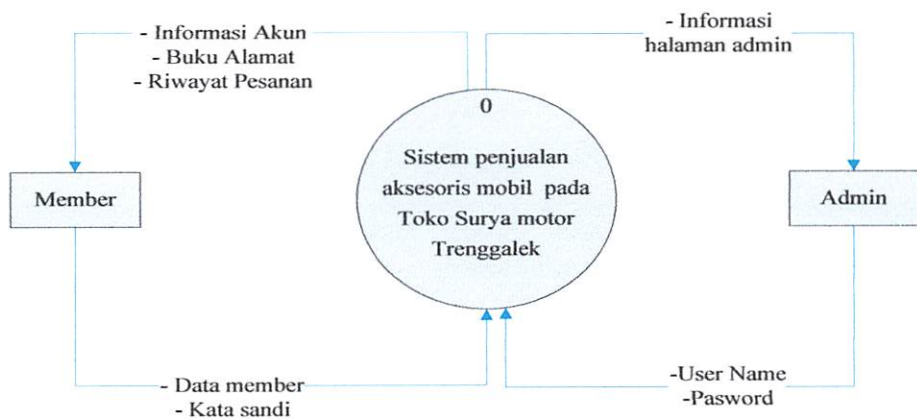 - Informasi Akun
- Buku Alamat
- Riwayat Pesanan
- Informasi
halaman admin
0
Sistem penjualan
aksesoris mobil pada
Toko Surya motor
Trenggalek
Member
Admin
- Data member
- Kata sandi
-User Name
-Pasword